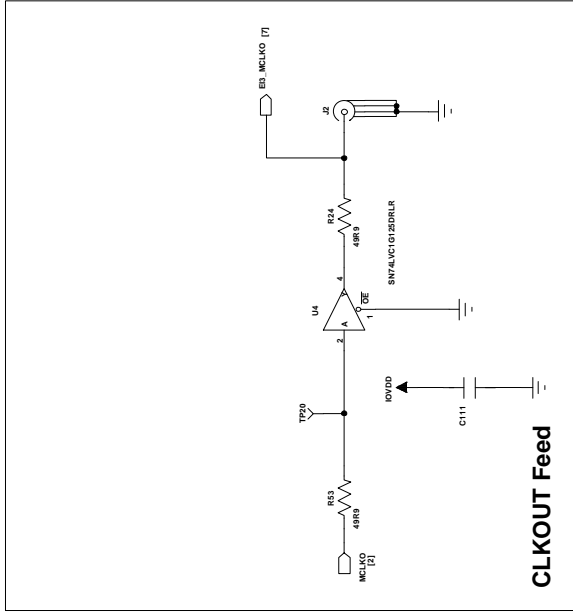 EI3_MCLKO [7]
J2
R24
49R9
SN74LVC1G125DRLR
4
U4
A
OE
1
2
IOVDD
C111
TP20
R53
49R9
MCLKO
[2]
CLKOUT Feed